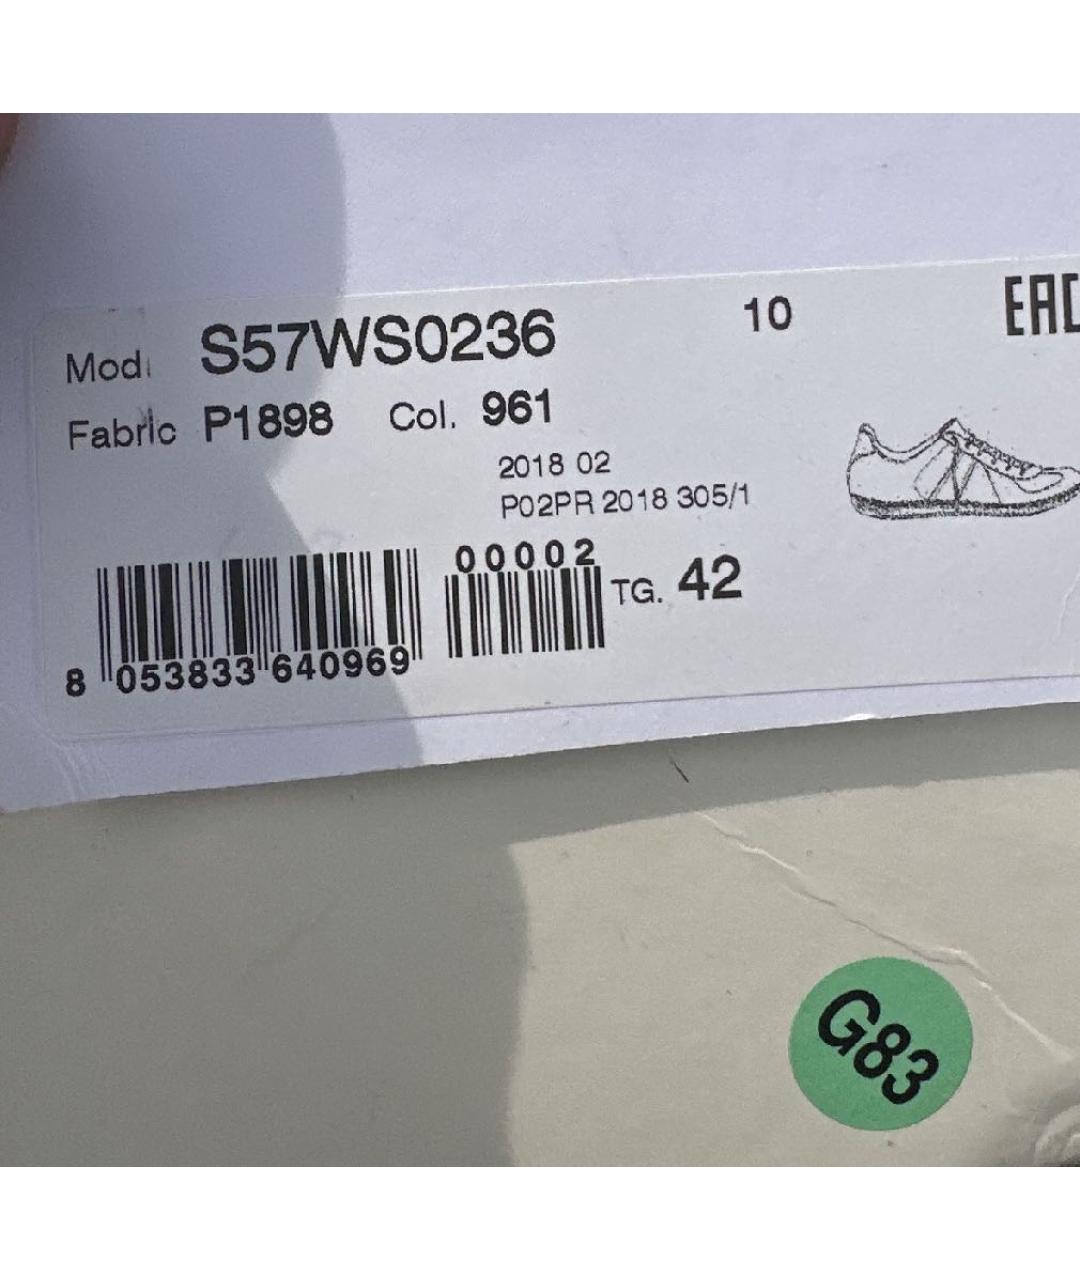 Mod. S57WS0236 10 EAC
Fabric P1898 Col. 961
2018 02
P02PR 2018 305/1
00002
TG. 42
8 053833 640969
G83